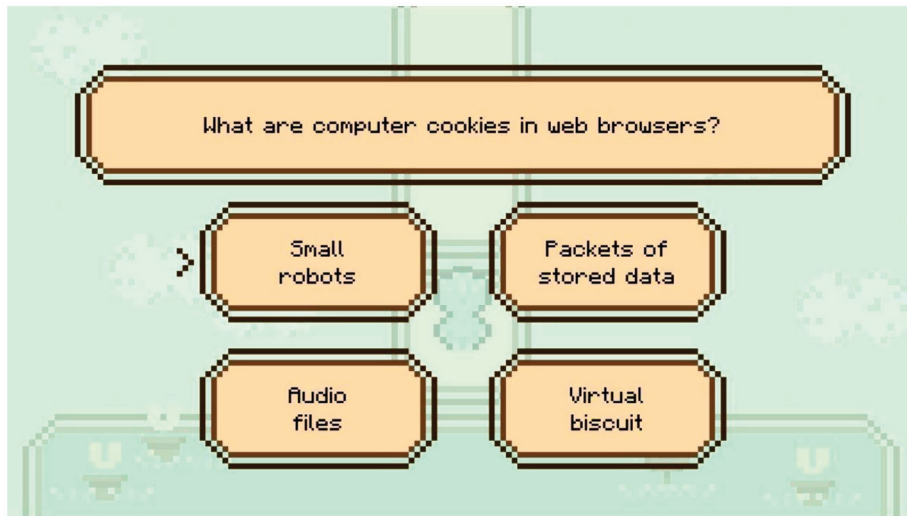 What are computer cookies in web browsers?
>
Small
robots
Packets of
stored data
Audio
files
Virtual
biscuit